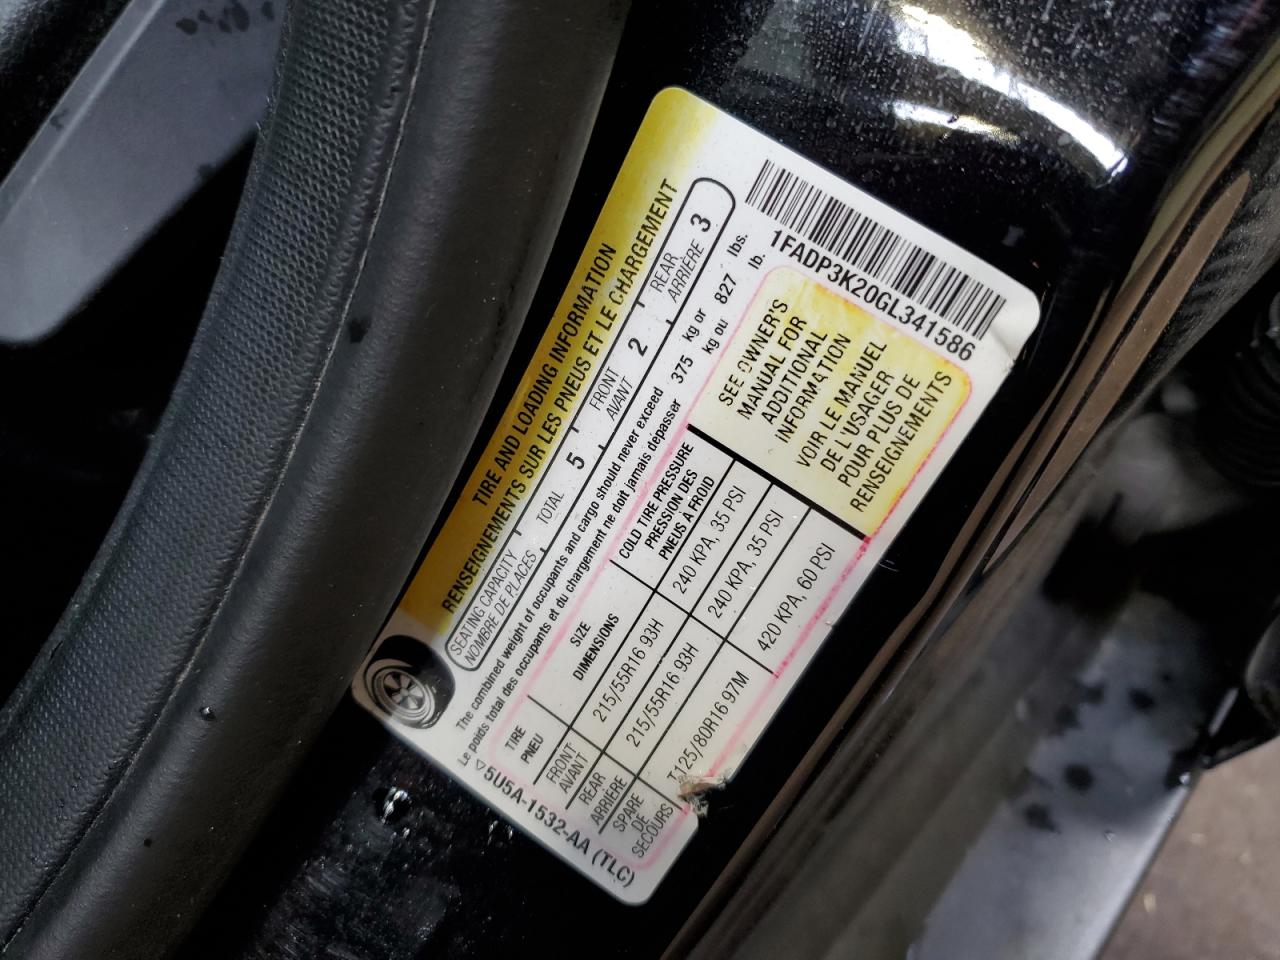 TIRE AND LOADING INFORMATION
RENSEIGNEMENTS SUR LES PNEUS ET LE CHARGEMENT
SEATING CAPACITY TOTAL 5 FRONT 2 REAR 3
NOMBRE DE PLACES AVANT ARRIÈRE
The combined weight of occupants and cargo should never exceed 375 kg or 827 lbs.
Le poids total des occupants et du chargement ne doit jamais dépasser kg ou lb.
TIRE
PNEU
SIZE
DIMENSIONS
COLD TIRE PRESSURE
PRESSION DES
PNEUS À FROID
FRONT
AVANT
215/55R16 93H
240 KPA, 35 PSI
REAR
ARRIÈRE
215/55R16 93H
240 KPA, 35 PSI
SPARE
DE
SECOURS
T125/80R16 97M
420 KPA, 60 PSI
SEE OWNER'S
MANUAL FOR
ADDITIONAL
INFORMATION
VOIR LE MANUEL
DE L'USAGER
POUR PLUS DE
RENSEIGNEMENTS
1FADP3K20GL341586
5U5A-1532-AA (TLC)